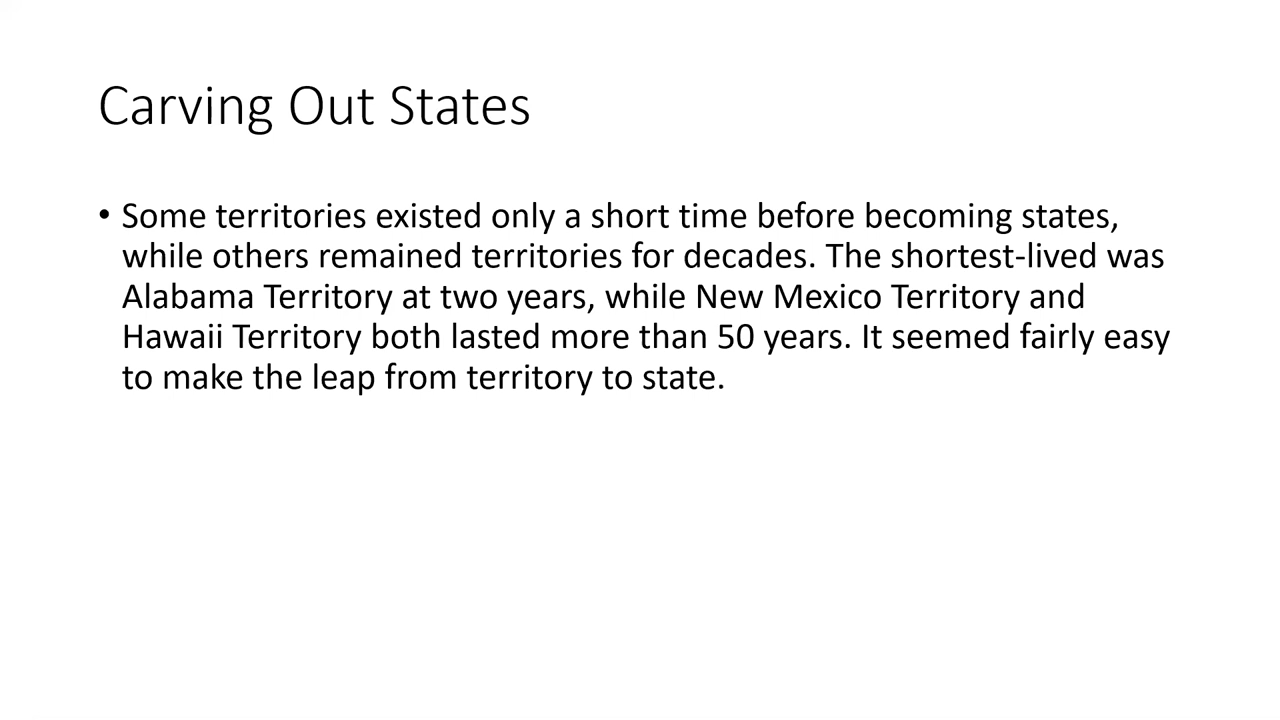 Carving Out States
• Some territories existed only a short time before becoming states,
while others remained territories for decades. The shortest-lived was
Alabama Territory at two years, while New Mexico Territory and
Hawaii Territory both lasted more than 50 years. It seemed fairly easy
to make the leap from territory to state.